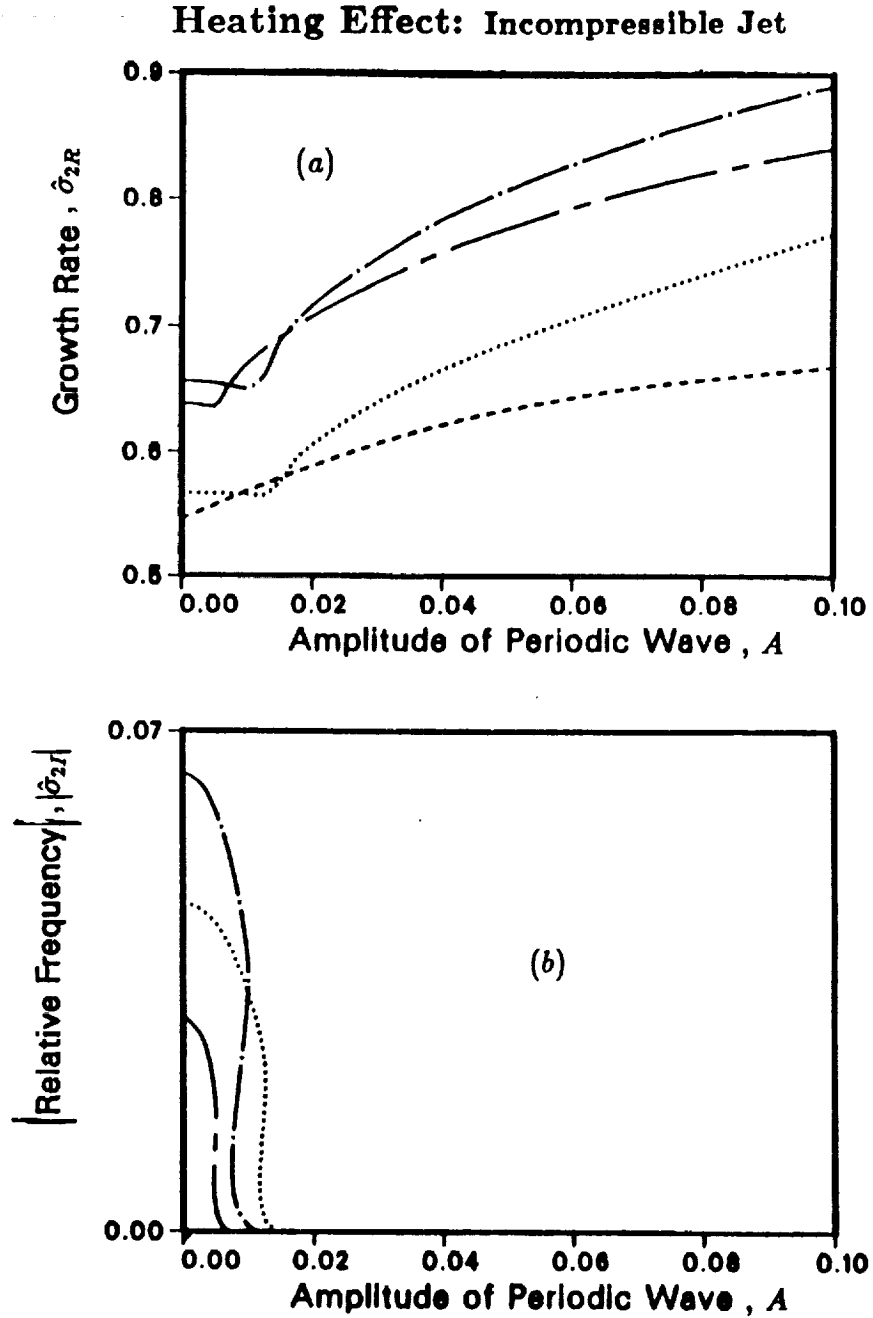 Heating Effect: Incompressible Jet
0.9
0.8
0.7
0.6
0.5
Growth Rate , σ̂2R
(a)
0.00 0.02 0.04 0.06 0.08 0.10
Amplitude of Periodic Wave , A
0.07
0.00
|Relative Frequency|, |σ̂2I|
(b)
0.00 0.02 0.04 0.06 0.08 0.10
Amplitude of Periodic Wave , A